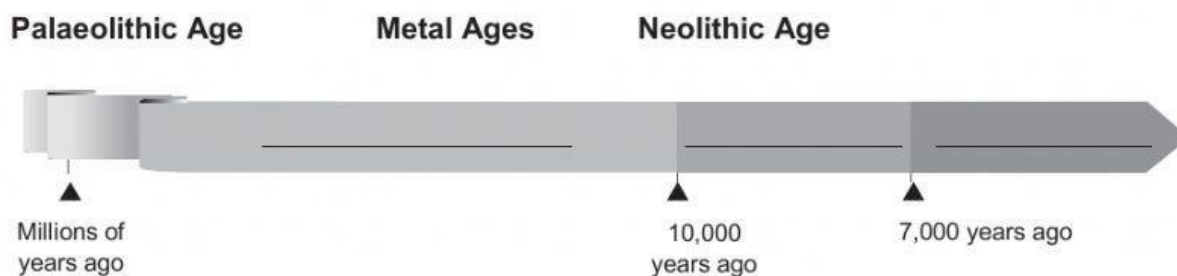 Palaeolithic Age Metal Ages Neolithic Age
Millions of
years ago
10,000
years ago
7,000 years ago